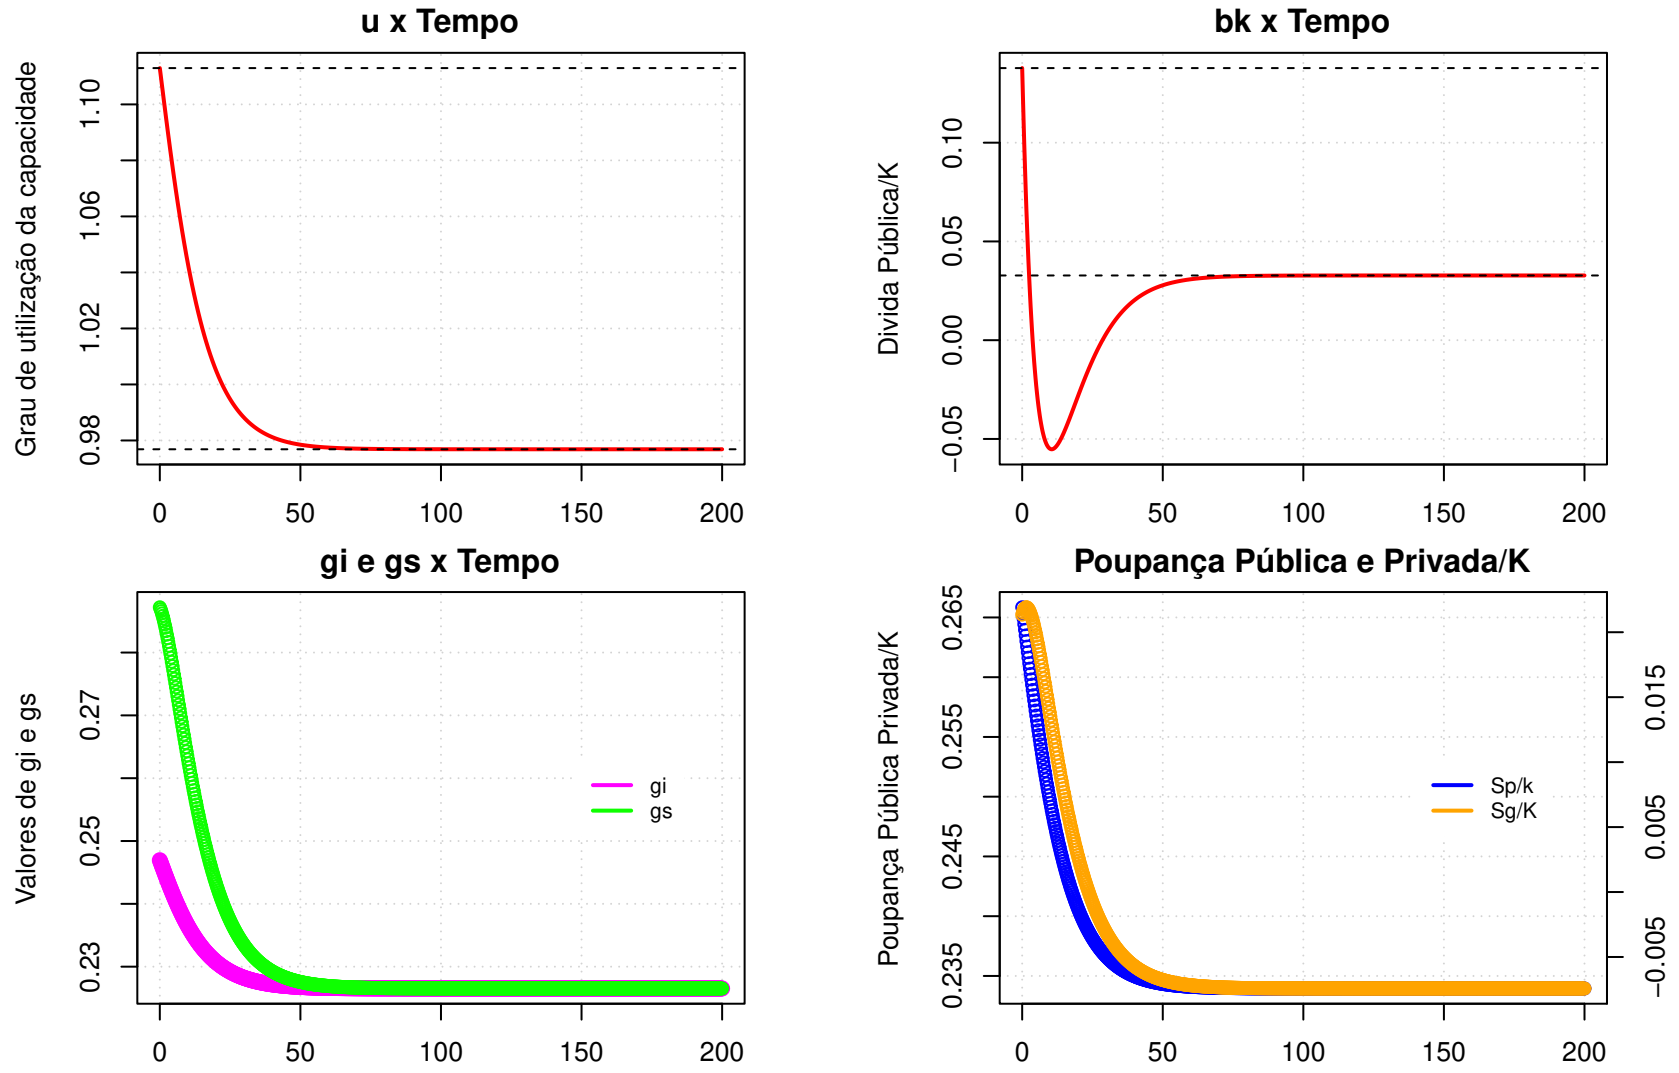 u x Tempo
Grau de utilização da capacidade
1.10
1.06
1.02
0.98
0 50 100 150 200
bk x Tempo
Divida Pública/K
0.10
0.05
0.00
−0.05
0 50 100 150 200
gi e gs x Tempo
Valores de gi e gs
0.27
0.25
0.23
gi
gs
0 50 100 150 200
Poupança Pública e Privada/K
Poupança Pública Privada/K
0.265
0.255
0.245
0.235
Sp/k
Sg/K
0.015
0.005
−0.005
0 50 100 150 200